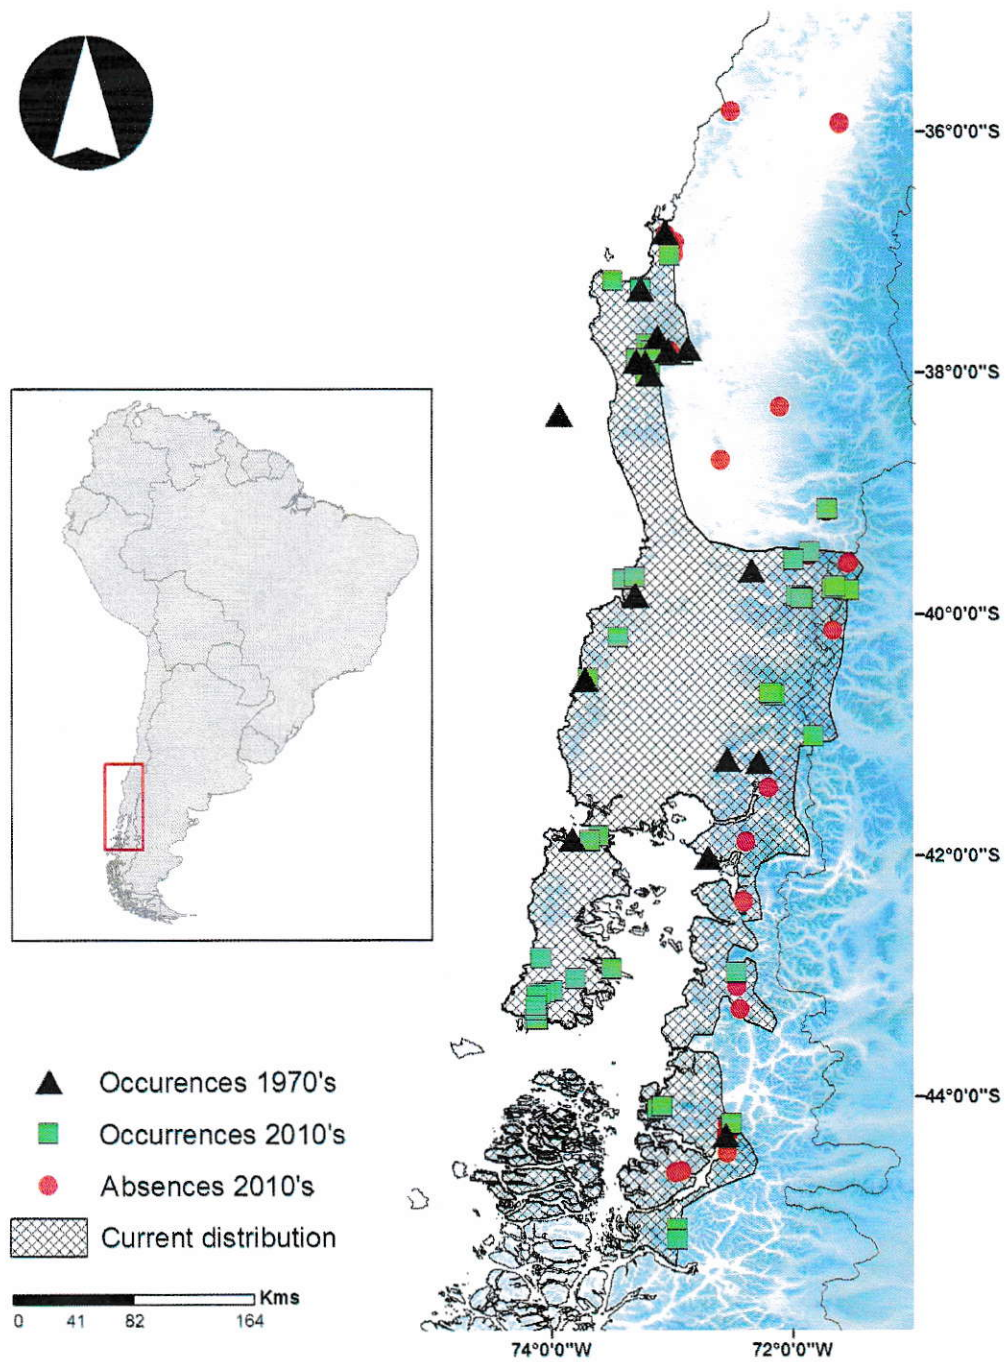 36°0'0"S
38°0'0"S
40°0'0"S
42°0'0"S
44°0'0"S
Occurences 1970's
Occurrences 2010's
Absences 2010's
Current distribution
Kms
0 41 82 164
74°0'0"W 72°0'0"W